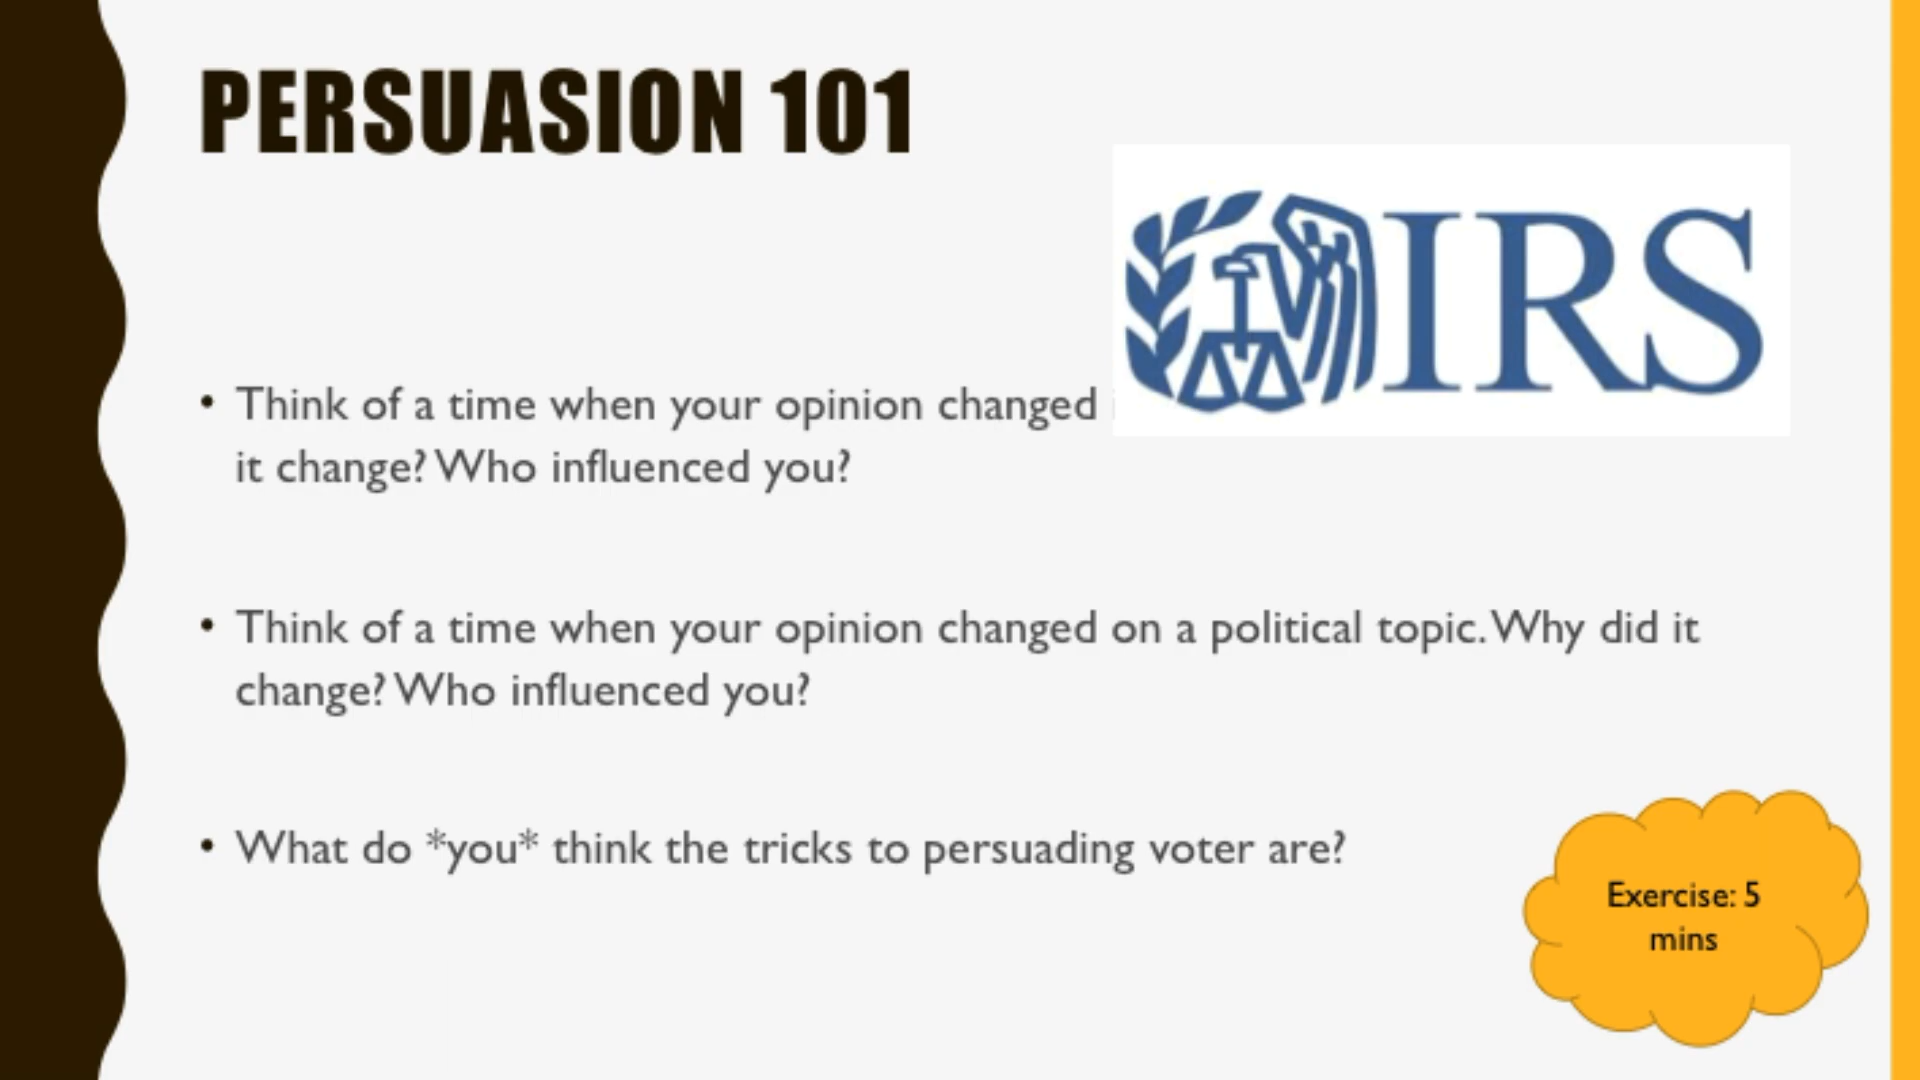 PERSUASION 101
IRS
• Think of a time when your opinion changed
it change? Who influenced you?
• Think of a time when your opinion changed on a political topic. Why did it
change? Who influenced you?
• What do *you* think the tricks to persuading voter are?
Exercise: 5
mins